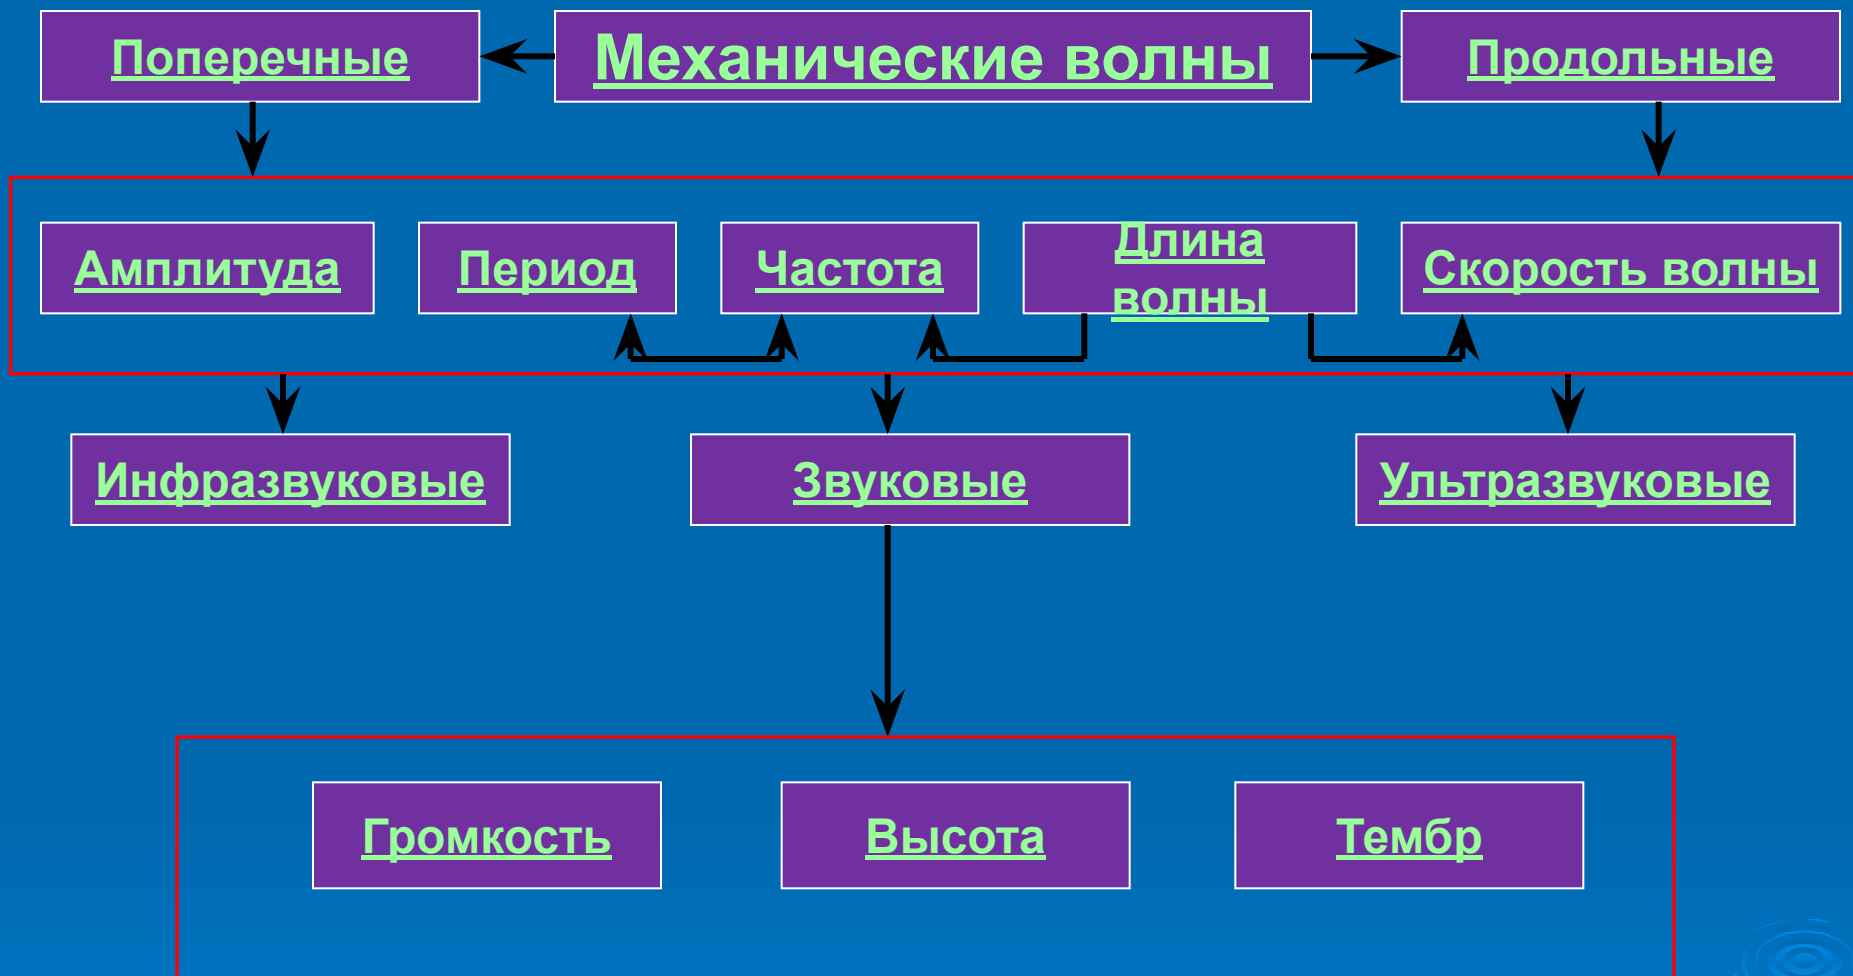 Поперечные
Механические волны
Продольные
Амплитуда
Период
Частота
Длина
волны
Скорость волны
Инфразвуковые
Звуковые
Ультразвуковые
Громкость
Высота
Тембр